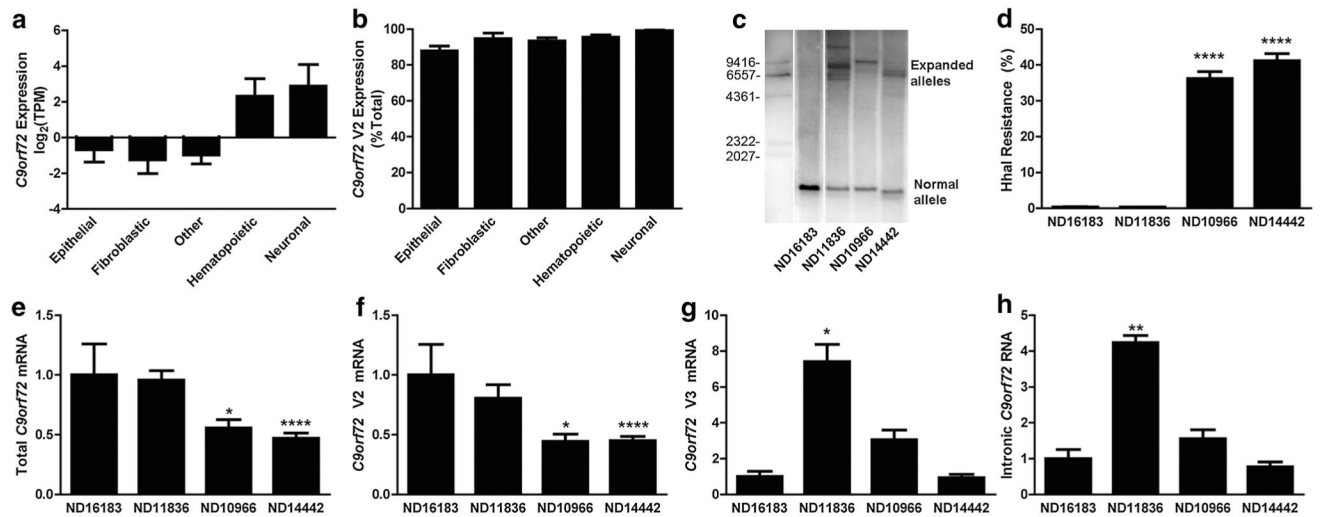 a
C9orf72 Expression
log2(TPM)
6
4
2
0
-2
-4
Epithelial
Fibroblastic
Other
Hematopoietic
Neuronal
b
C9orf72 V2 Expression
(%Total)
100
80
60
40
20
0
Epithelial
Fibroblastic
Other
Hematopoietic
Neuronal
c
9416-
6557-
4361-
2322-
2027-
Expanded
alleles
Normal
allele
ND16183
ND11836
ND10966
ND14442
d
HhaI Resistance (%)
50
40
30
20
10
0
****
****
ND16183 ND11836 ND10966 ND14442
e
Total C9orf72 mRNA
1.5
1.0
0.5
0.0
*
****
ND16183 ND11836 ND10966 ND14442
f
C9orf72 V2 mRNA
1.5
1.0
0.5
0.0
*
****
ND16183 ND11836 ND10966 ND14442
g
C9orf72 V3 mRNA
10
8
6
4
2
0
*
ND16183 ND11836 ND10966 ND14442
h
Intronic C9orf72 RNA
5
4
3
2
1
0
**
ND16183 ND11836 ND10966 ND14442